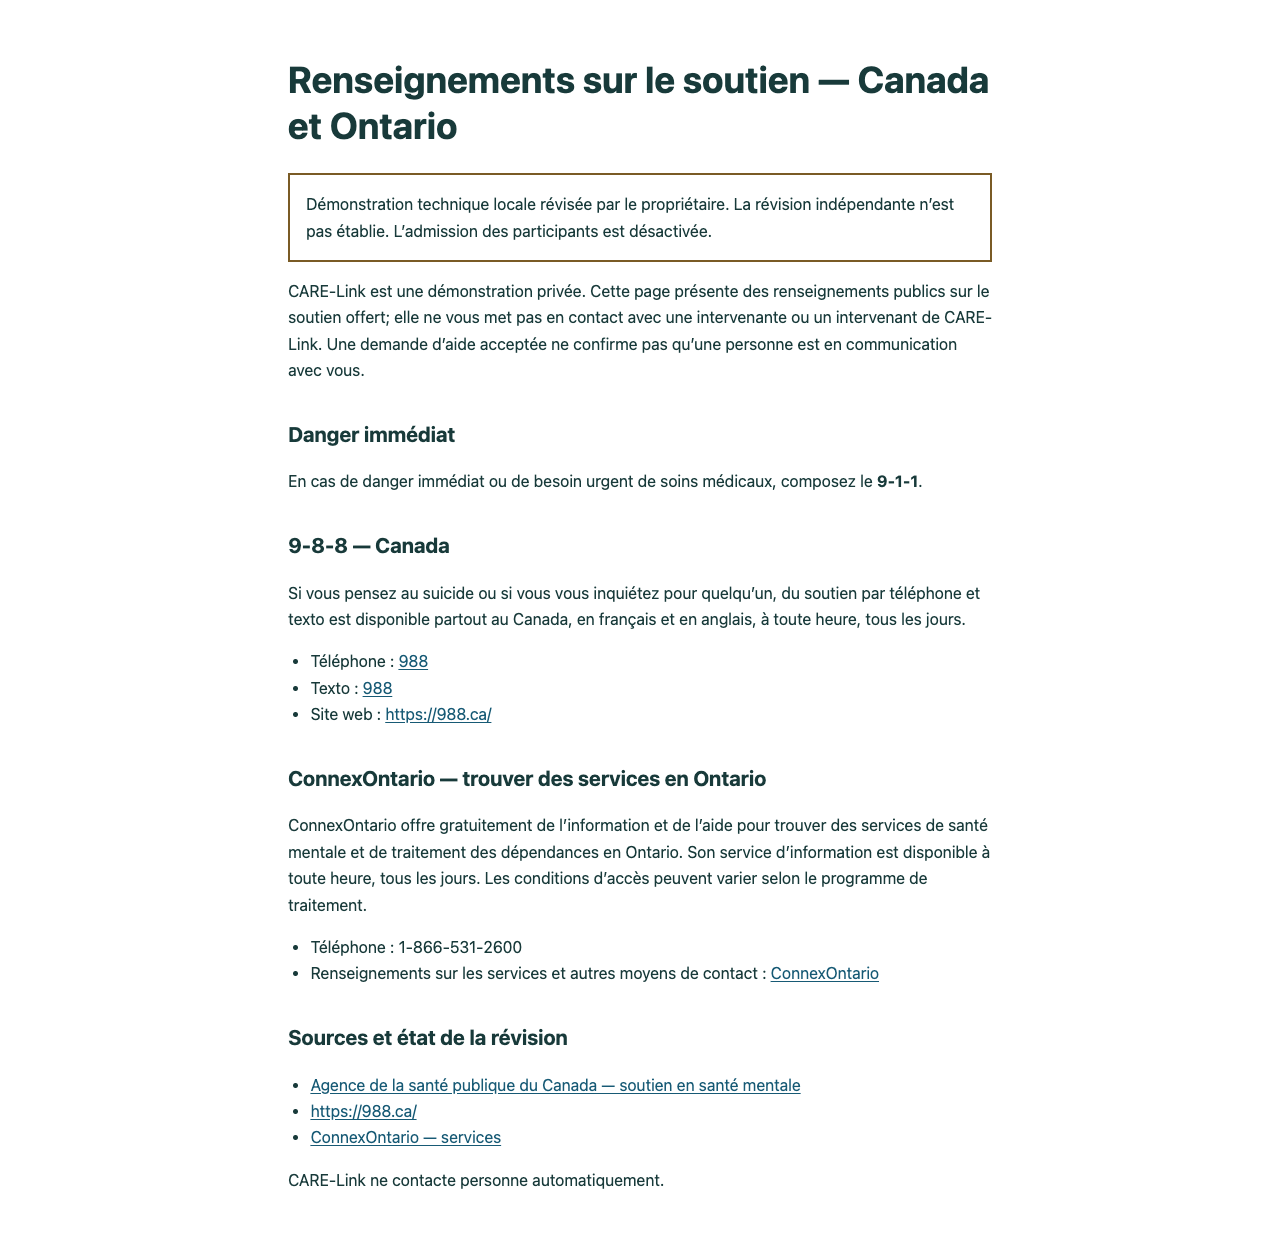 Renseignements sur le soutien — Canada
et Ontario
Démonstration technique locale révisée par le propriétaire. La révision indépendante n’est
pas établie. L’admission des participants est désactivée.
CARE-Link est une démonstration privée. Cette page présente des renseignements publics sur le
soutien offert; elle ne vous met pas en contact avec une intervenante ou un intervenant de CARE-
Link. Une demande d’aide acceptée ne confirme pas qu’une personne est en communication
avec vous.
Danger immédiat
En cas de danger immédiat ou de besoin urgent de soins médicaux, composez le 9-1-1.
9-8-8 — Canada
Si vous pensez au suicide ou si vous vous inquiétez pour quelqu’un, du soutien par téléphone et
texto est disponible partout au Canada, en français et en anglais, à toute heure, tous les jours.
• Téléphone : 988
• Texto : 988
• Site web : https://988.ca/
ConnexOntario — trouver des services en Ontario
ConnexOntario offre gratuitement de l’information et de l’aide pour trouver des services de santé
mentale et de traitement des dépendances en Ontario. Son service d’information est disponible à
toute heure, tous les jours. Les conditions d’accès peuvent varier selon le programme de
traitement.
• Téléphone : 1-866-531-2600
• Renseignements sur les services et autres moyens de contact : ConnexOntario
Sources et état de la révision
• Agence de la santé publique du Canada — soutien en santé mentale
• https://988.ca/
• ConnexOntario — services
CARE-Link ne contacte personne automatiquement.